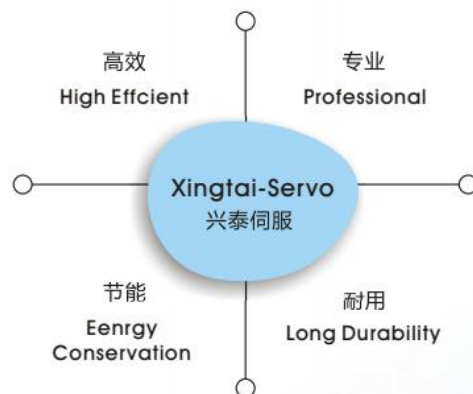 高效
High Effcient
专业
Professional
Xingtai-Servo
兴泰伺服
节能
Eenrgy
Conservation
耐用
Long Durability